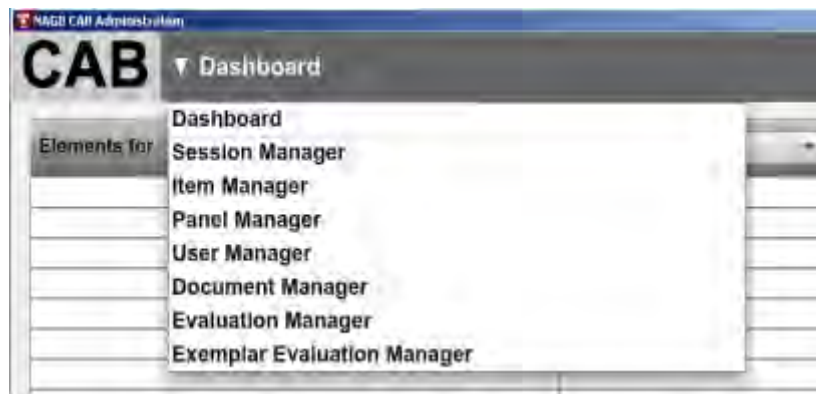 NAGB CAB Administration
CAB ▼ Dashboard
Dashboard
Elements for
Session Manager
Item Manager
Panel Manager
User Manager
Document Manager
Evaluation Manager
Exemplar Evaluation Manager